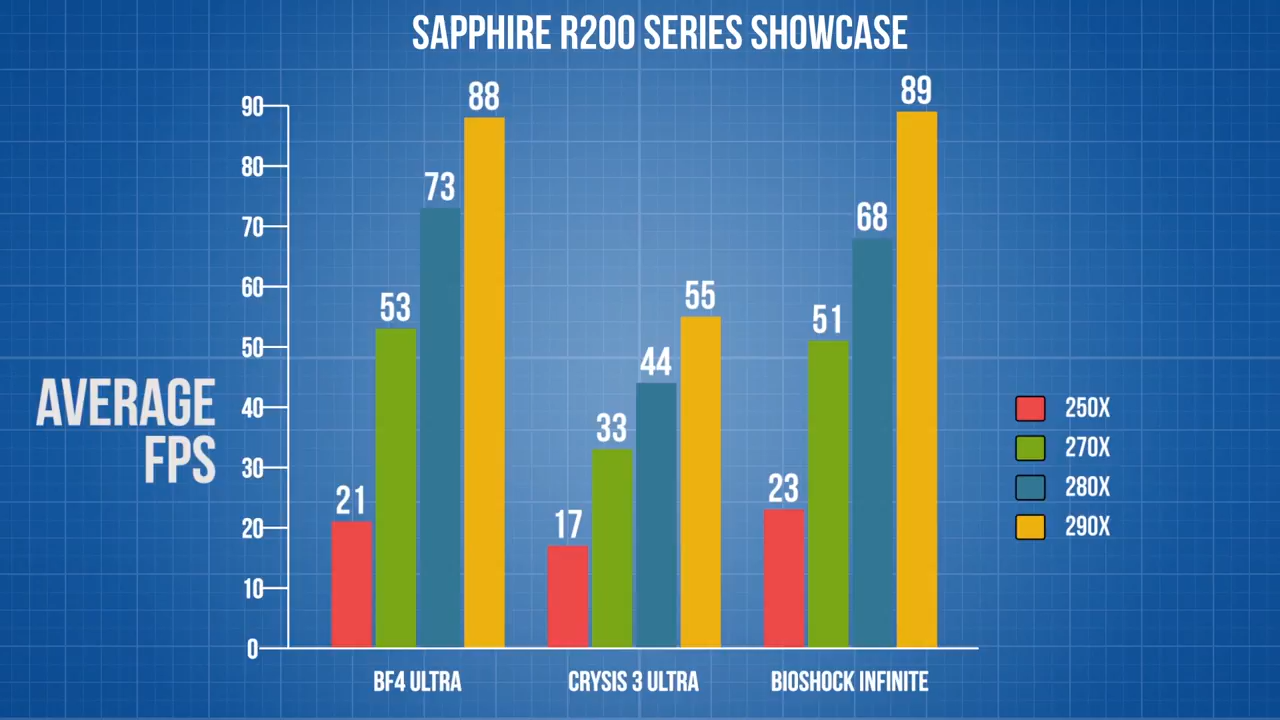 SAPPHIRE R200 SERIES SHOWCASE
90
80
70
60
50
40
30
20
10
0
AVERAGE
FPS
21
53
73
88
17
33
44
55
23
51
68
89
BF4 ULTRA
CRYSIS 3 ULTRA
BIOSHOCK INFINITE
250X
270X
280X
290X